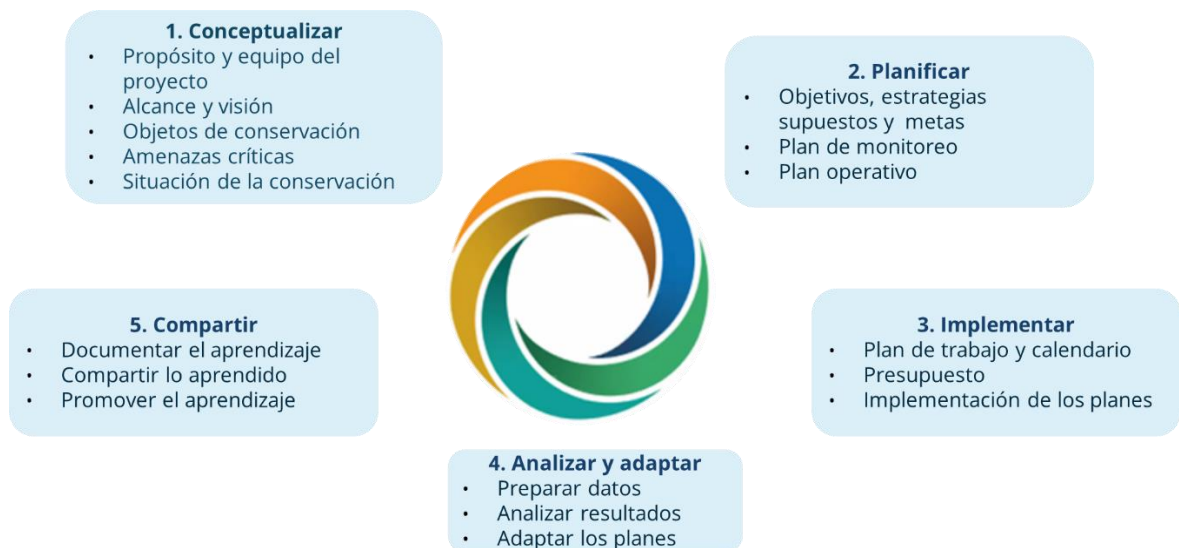 1. Conceptualizar
• Propósito y equipo del
proyecto
• Alcance y visión
• Objetos de conservación
• Amenazas críticas
• Situación de la conservación
2. Planificar
• Objetivos, estrategias
supuestos y metas
• Plan de monitoreo
• Plan operativo
3. Implementar
• Plan de trabajo y calendario
• Presupuesto
• Implementación de los planes
4. Analizar y adaptar
• Preparar datos
• Analizar resultados
• Adaptar los planes
5. Compartir
• Documentar el aprendizaje
• Compartir lo aprendido
• Promover el aprendizaje